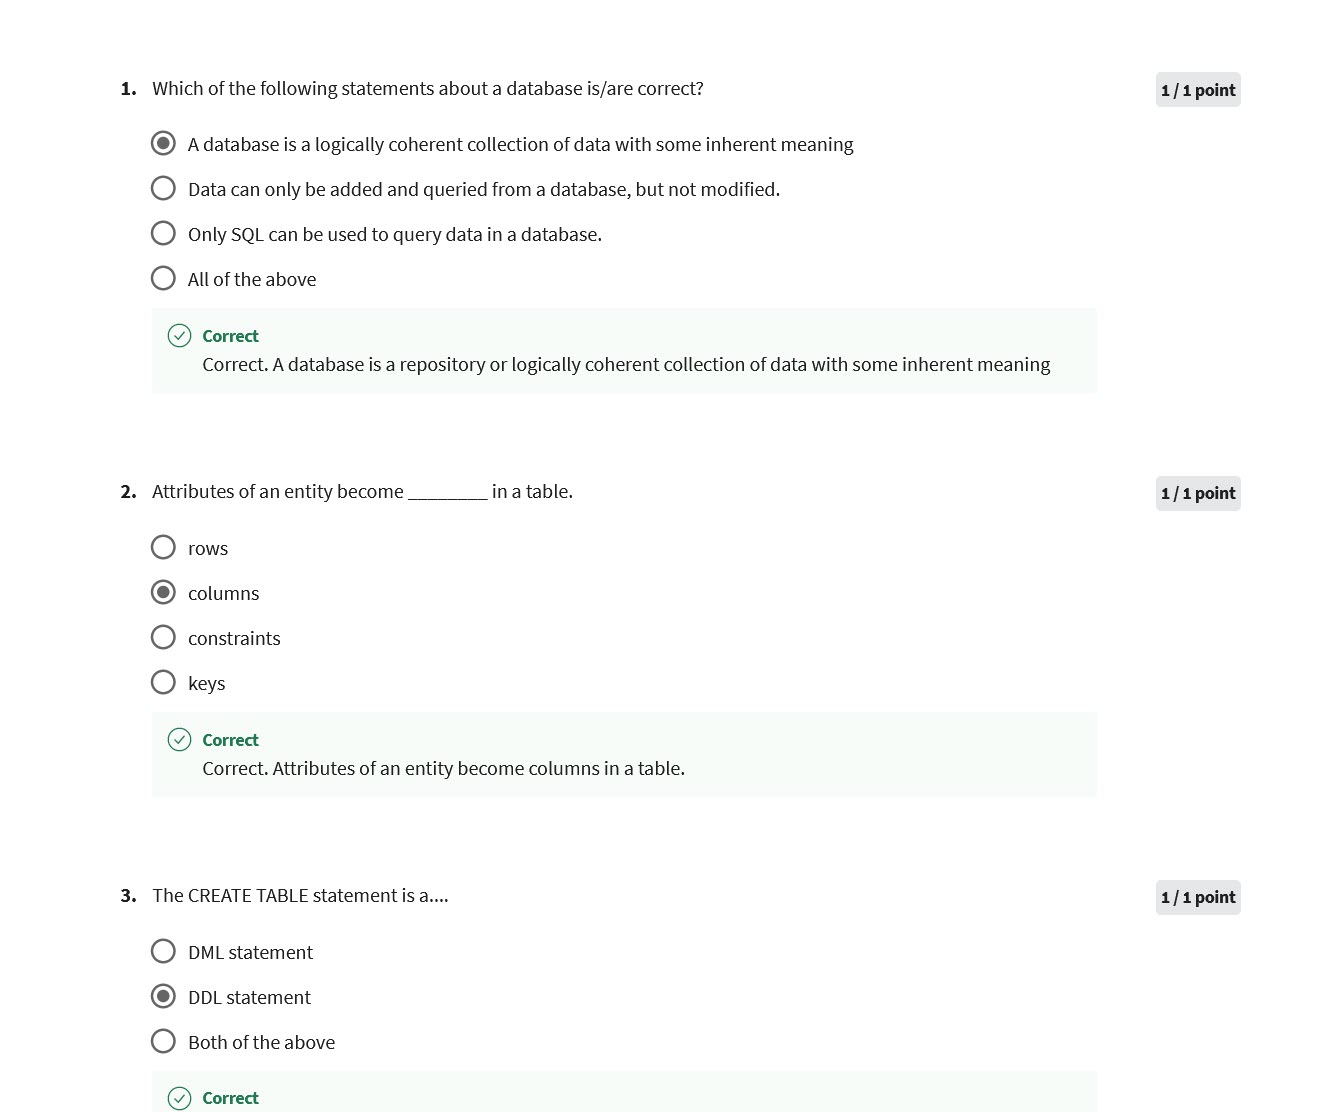 1. Which of the following statements about a database is/are correct?
1 / 1 point
A database is a logically coherent collection of data with some inherent meaning
Data can only be added and queried from a database, but not modified.
Only SQL can be used to query data in a database.
All of the above
Correct
Correct. A database is a repository or logically coherent collection of data with some inherent meaning
2. Attributes of an entity become ________ in a table.
1 / 1 point
rows
columns
constraints
keys
Correct
Correct. Attributes of an entity become columns in a table.
3. The CREATE TABLE statement is a....
1 / 1 point
DML statement
DDL statement
Both of the above
Correct